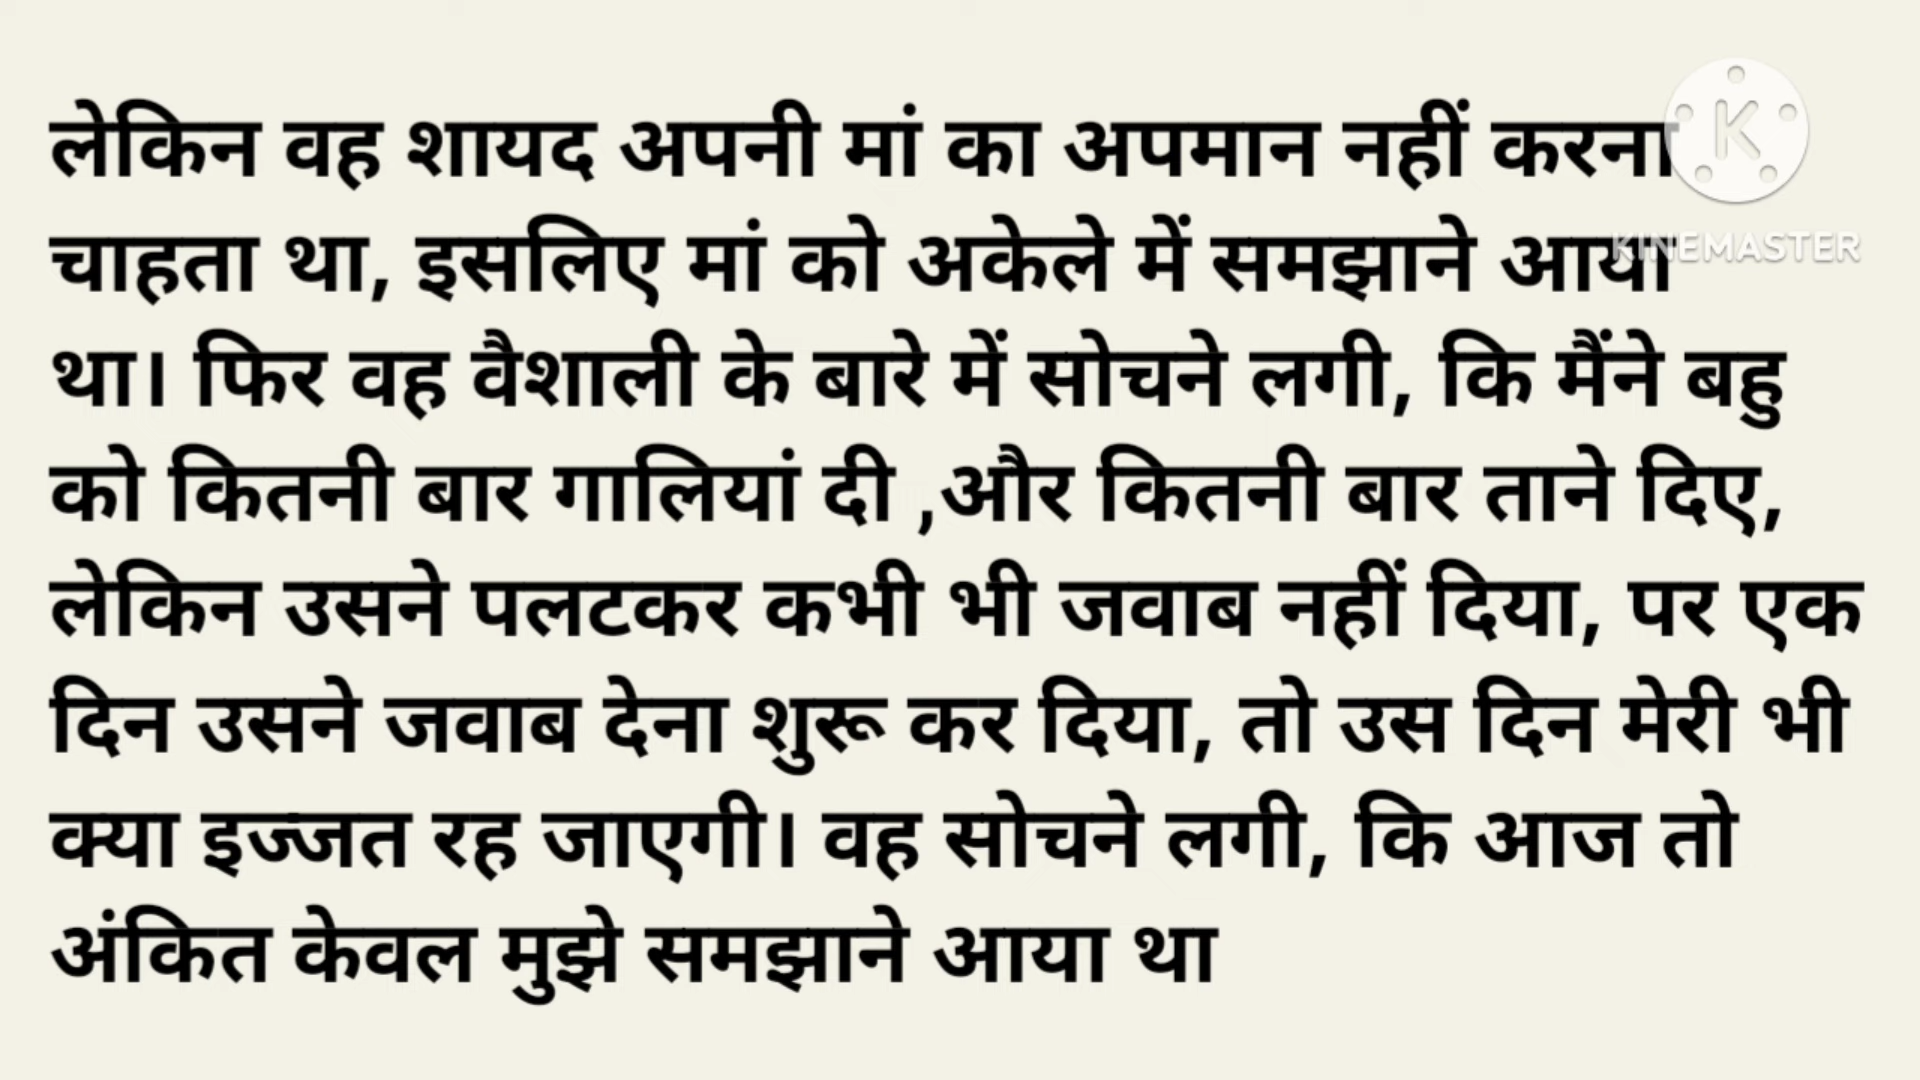 लेकिन वह शायद अपनी मां का अपमान नहीं करना
चाहता था, इसलिए मां को अकेले में समझाने आया
था। फिर वह वैशाली के बारे में सोचने लगी, कि मैंने बहु
को कितनी बार गालियां दी ,और कितनी बार ताने दिए,
लेकिन उसने पलटकर कभी भी जवाब नहीं दिया, पर एक
दिन उसने जवाब देना शुरू कर दिया, तो उस दिन मेरी भी
क्या इज्जत रह जाएगी। वह सोचने लगी, कि आज तो
अंकित केवल मुझे समझाने आया था
K
KINEMASTER